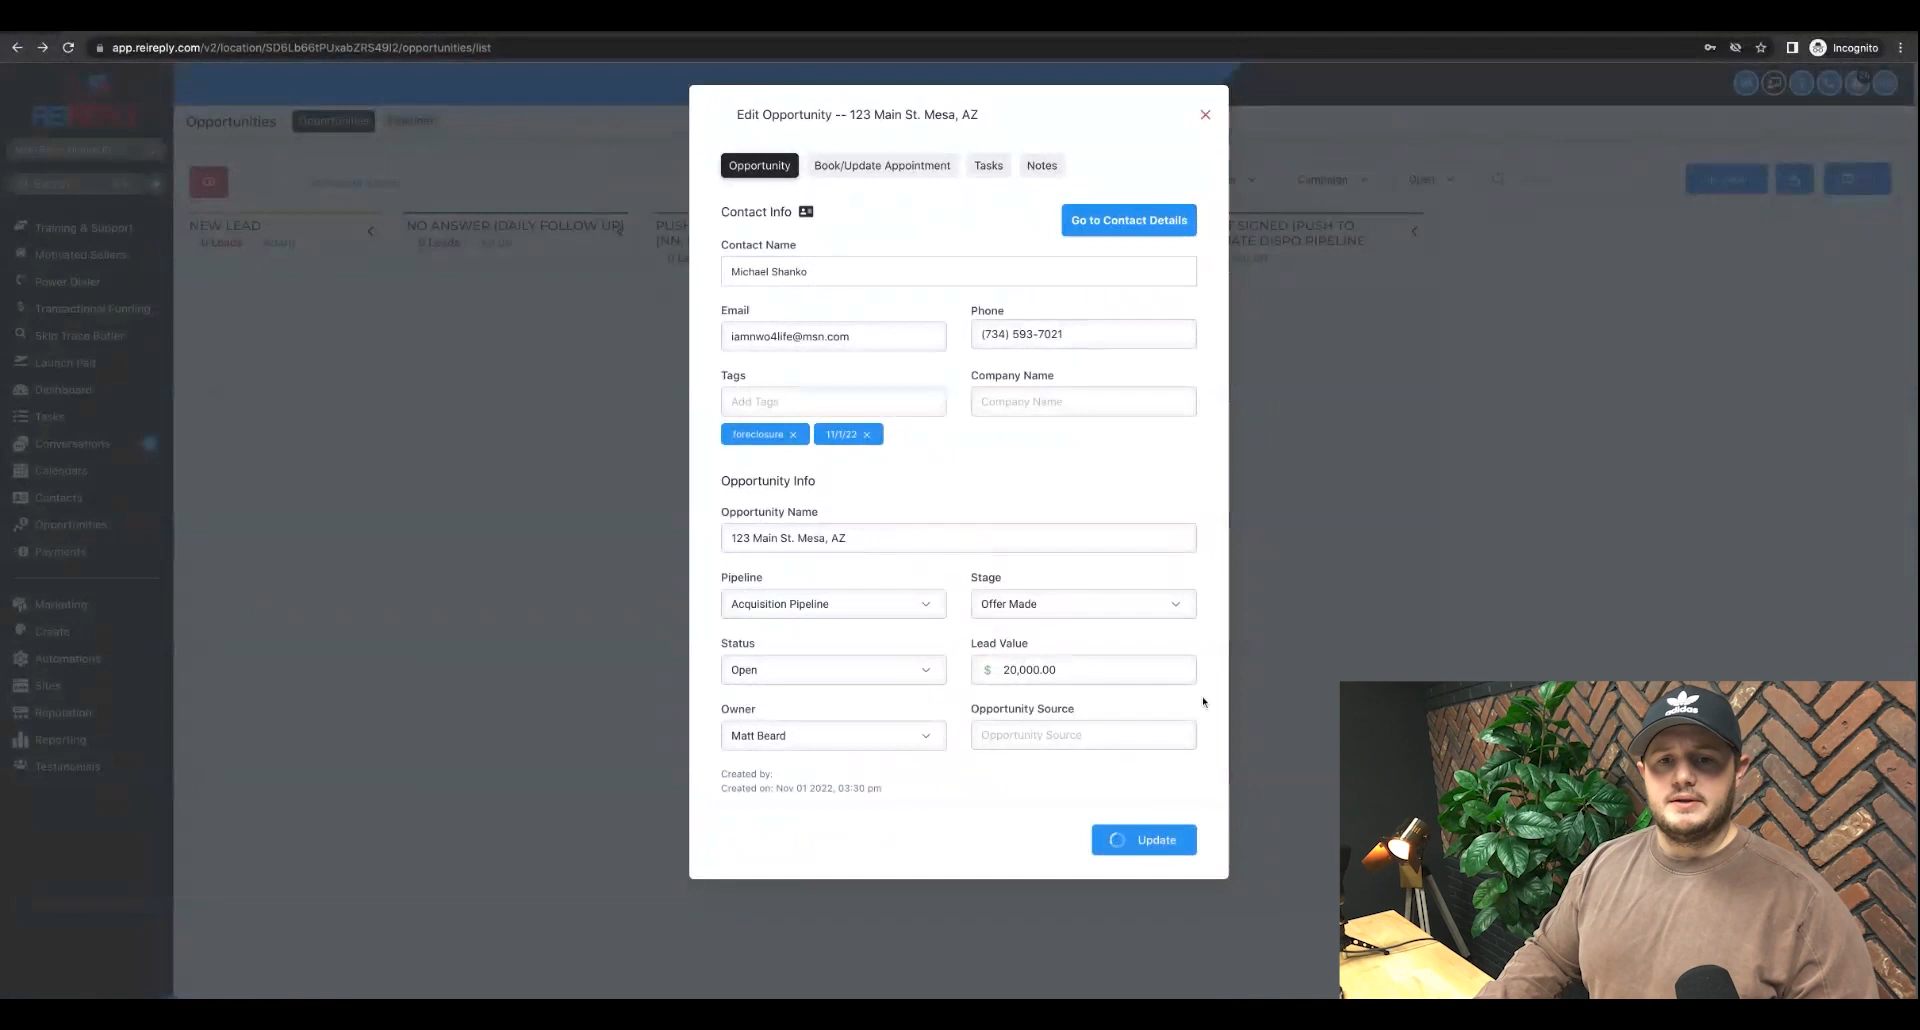 app.reireply.com/v2/location/SD6Lb66tPUxabZRS49I2/opportunities/list
Incognito
REIREPLY
Opportunities
Opportunities
Pipelines
Campaign
Open
Training & Support
Motivated Sellers
Power Dialer
Transactional Funding
Skip Trace Butler
Launch Pad
Dashboard
Tasks
Conversations
Calendars
Contacts
Opportunities
Payments
Marketing
Create
Automations
Sites
Reputation
Reporting
Testimonials
NEW LEAD
0 Leads
NO ANSWER (DAILY FOLLOW UP)
0 Leads
SIGNED (PUSH TO
DISPO PIPELINE
Edit Opportunity -- 123 Main St. Mesa, AZ
Opportunity
Book/Update Appointment
Tasks
Notes
Contact Info
Go to Contact Details
Contact Name
Michael Shanko
Email
Phone
iamnwo4life@msn.com
(734) 593-7021
Tags
Company Name
Add Tags
Company Name
foreclosure ×
11/1/22 ×
Opportunity Info
Opportunity Name
123 Main St. Mesa, AZ
Pipeline
Stage
Acquisition Pipeline
Offer Made
Status
Lead Value
Open
$ 20,000.00
Owner
Opportunity Source
Matt Beard
Opportunity Source
Created by:
Created on: Nov 01 2022, 03:30 pm
Update
adidas